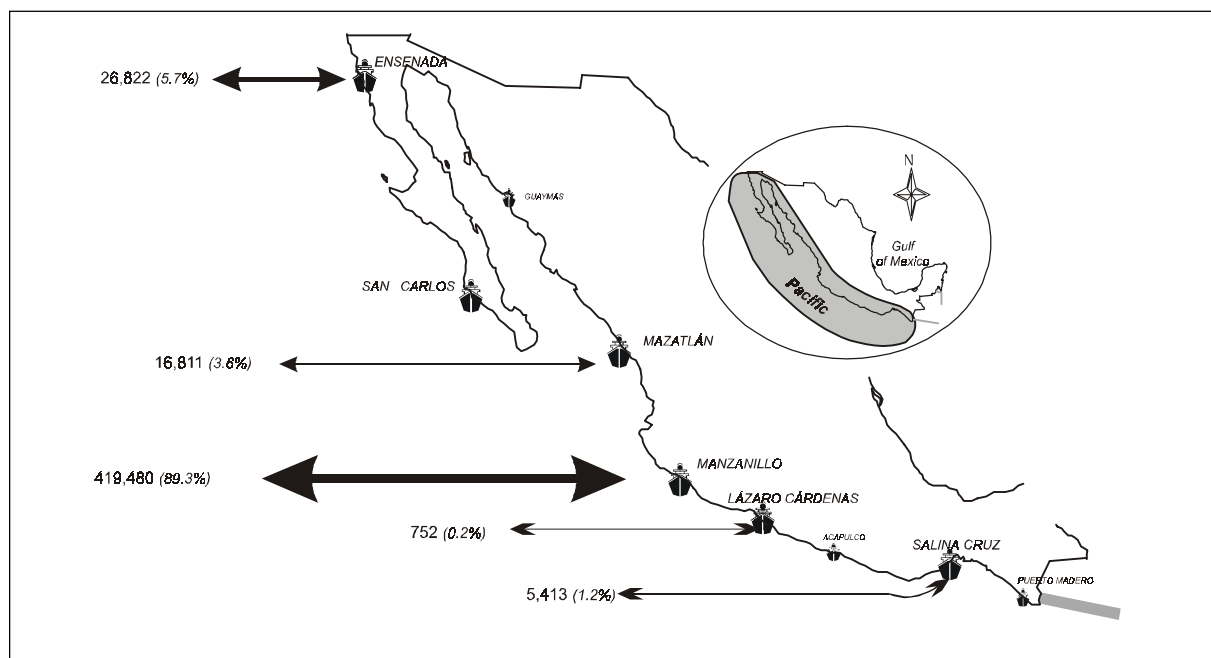 ENSENADA
26,822 (5.7%)
N
GUAYMAS
Gulf
of Mexico
SAN CARLOS
Pacific
MAZATLÁN
16,811 (3.6%)
MANZANILLO
419,480 (89.3%)
LÁZARO CÁRDENAS
752 (0.2%)
ACAPULCO
SALINA CRUZ
PUERTO MADERO
5,413 (1.2%)